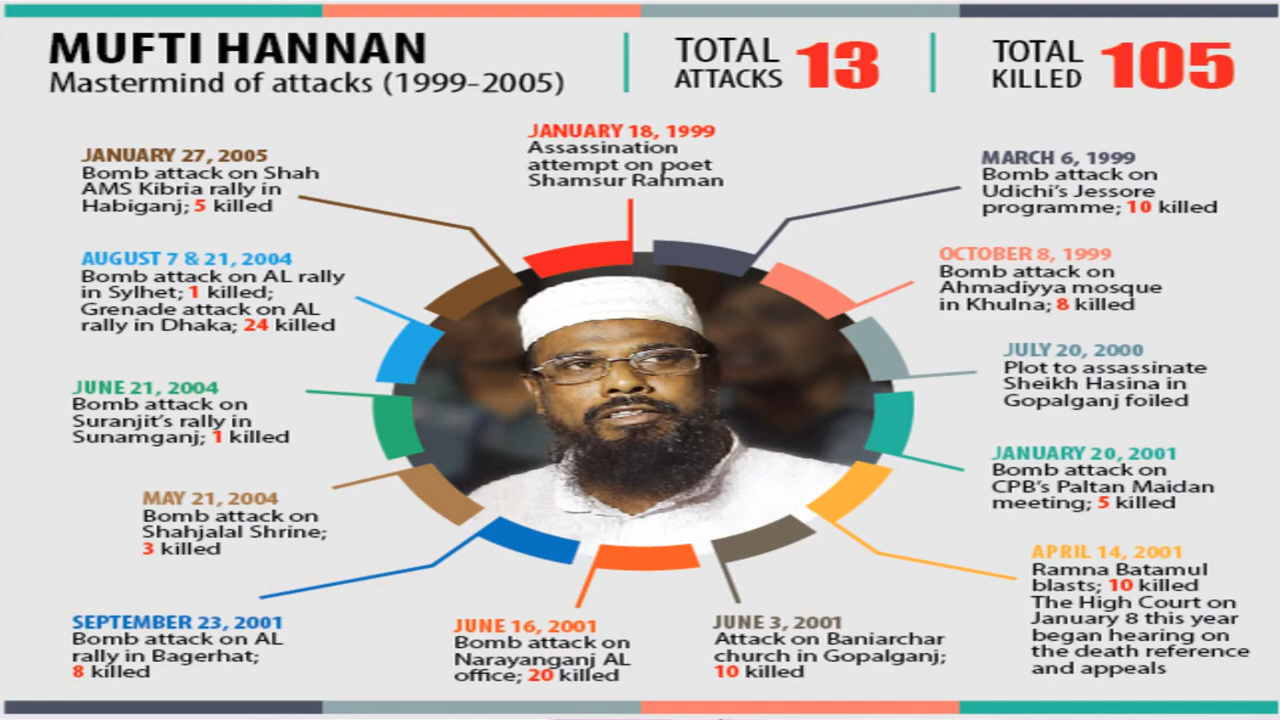 MUFTI HANNAN
Mastermind of attacks (1999-2005)
TOTAL
ATTACKS 13
TOTAL
KILLED 105
JANUARY 18, 1999
Assassination
attempt on poet
Shamsur Rahman
MARCH 6, 1999
Bomb attack on
Udichi's Jessore
programme; 10 killed
OCTOBER 8, 1999
Bomb attack on
Ahmadiyya mosque
in Khulna; 8 killed
JULY 20, 2000
Plot to assassinate
Sheikh Hasina in
Gopalganj foiled
JANUARY 20, 2001
Bomb attack on
CPB's Paltan Maidan
meeting; 5 killed
APRIL 14, 2001
Ramna Batamul
blasts; 10 killed
The High Court on
January 8 this year
began hearing on
the death reference
and appeals
JUNE 3, 2001
Attack on Baniarchar
church in Gopalganj;
10 killed
JUNE 16, 2001
Bomb attack on
Narayanganj AL
office; 20 killed
SEPTEMBER 23, 2001
Bomb attack on AL
rally in Bagerhat;
8 killed
MAY 21, 2004
Bomb attack on
Shahjalal Shrine;
3 killed
JUNE 21, 2004
Bomb attack on
Suranjit's rally in
Sunamganj; 1 killed
AUGUST 7 & 21, 2004
Bomb attack on AL rally
in Sylhet; 1 killed;
Grenade attack on AL
rally in Dhaka; 24 killed
JANUARY 27, 2005
Bomb attack on Shah
AMS Kibria rally in
Habiganj; 5 killed